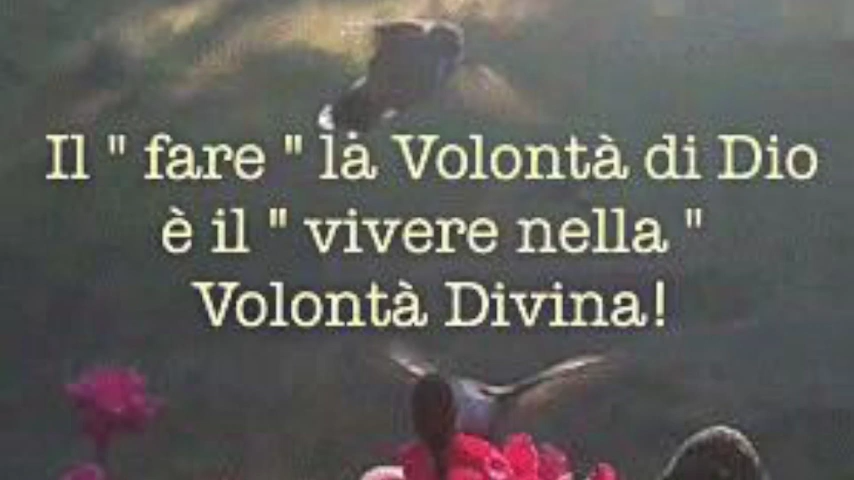 Il " fare " la Volontà di Dio
è il " vivere nella "
Volontà Divina!